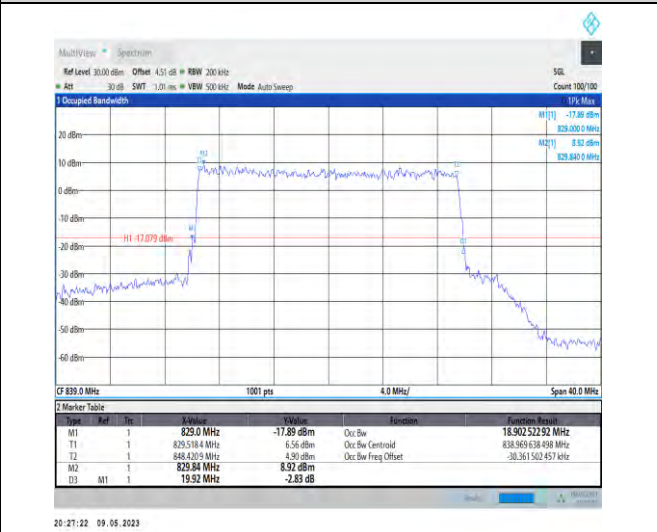 MultiView Spectrum
Ref Level 30.00 dBm Offset 4.51 dB RBW 200 kHz SGL
Att 30 dB SWT 1.01 ms VBW 500 kHz Mode Auto Sweep Count 100/100
1 Occupied Bandwidth 1Pk Max
M1[1] -17.89 dBm
829.000 0 MHz
M2[1] 8.92 dBm
829.840 0 MHz
20 dBm
10 dBm
0 dBm
-10 dBm
H1 -17.079 dBm
-20 dBm
-30 dBm
-40 dBm
-50 dBm
-60 dBm
CF 839.0 MHz 1001 pts 4.0 MHz/ Span 40.0 MHz
2 Marker Table
Type Ref Trc X-Value Y-Value Function Function Result
M1 1 829.0 MHz -17.89 dBm Occ Bw 18.902 522 92 MHz
T1 1 829.518 4 MHz 6.56 dBm Occ Bw Centroid 838.969 638 498 MHz
T2 1 848.420 9 MHz 4.90 dBm Occ Bw Freq Offset -30.361 502 457 kHz
M2 1 829.84 MHz 8.92 dBm
D3 M1 1 19.92 MHz -2.83 dB
20:27:22 09.05.2023